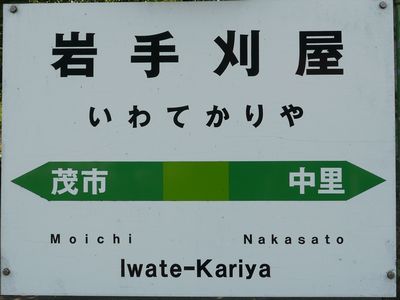 岩手刈屋
いわてかりや
茂市 中里
Moichi Nakasato
Iwate-Kariya